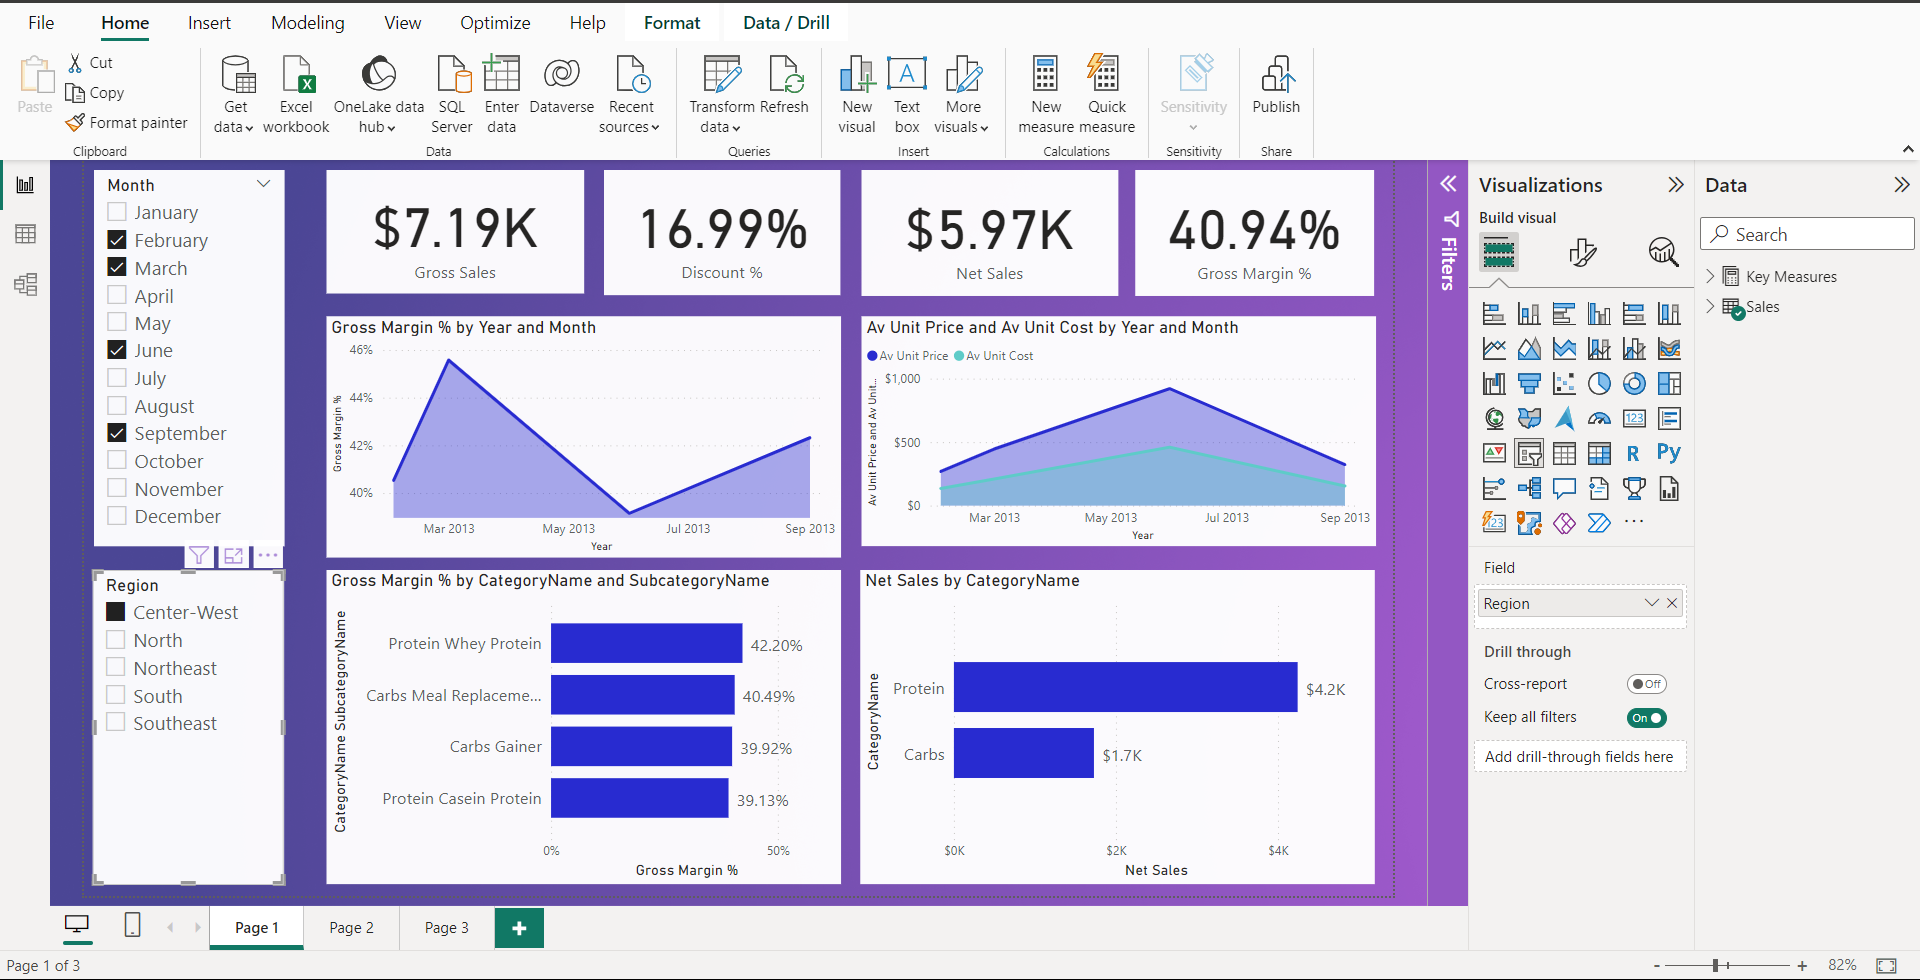 File Home Insert Modeling View Optimize Help Format Data / Drill
Paste
Cut
Copy
Format painter
Clipboard
Get data
Excel workbook
OneLake data hub
SQL Server
Enter data
Dataverse
Recent sources
Data
Transform data
Refresh
Queries
New visual
Text box
More visuals
Insert
New measure
Quick measure
Calculations
Sensitivity
Sensitivity
Publish
Share
Month
January
February
March
April
May
June
July
August
September
October
November
December
Region
Center-West
North
Northeast
South
Southeast
$7.19K
Gross Sales
16.99%
Discount %
$5.97K
Net Sales
40.94%
Gross Margin %
Gross Margin % by Year and Month
Gross Margin %
46%
44%
42%
40%
Mar 2013 May 2013 Jul 2013 Sep 2013
Year
Av Unit Price and Av Unit Cost by Year and Month
Av Unit Price Av Unit Cost
Av Unit Price and Av Unit...
$1,000
$500
$0
Mar 2013 May 2013 Jul 2013 Sep 2013
Year
Gross Margin % by CategoryName and SubcategoryName
CategoryName SubcategoryName
Protein Whey Protein 42.20%
Carbs Meal Replaceme... 40.49%
Carbs Gainer 39.92%
Protein Casein Protein 39.13%
0% 50%
Gross Margin %
Net Sales by CategoryName
CategoryName
Protein $4.2K
Carbs $1.7K
$0K $2K $4K
Net Sales
Filters
Visualizations
Build visual
123
R
Py
123
Field
Region
Drill through
Cross-report Off
Keep all filters On
Add drill-through fields here
Data
Search
Key Measures
Sales
Page 1 Page 2 Page 3
Page 1 of 3
82%